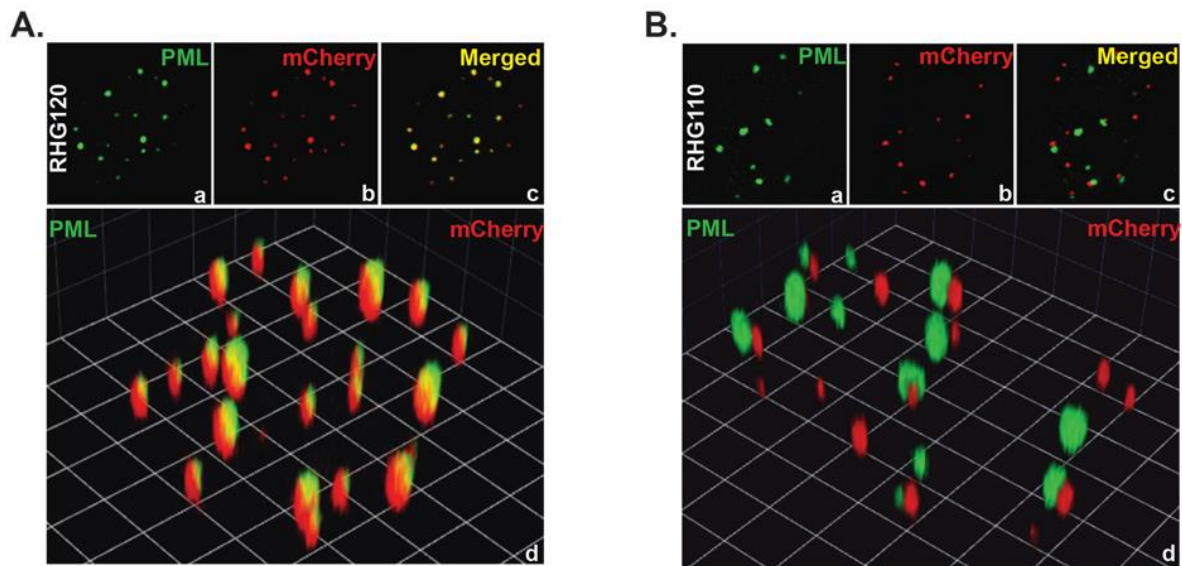 A.
B.
RHG120
PML
mCherry
Merged
a
b
c
PML
mCherry
d
RHG110
PML
mCherry
Merged
a
b
c
PML
mCherry
d